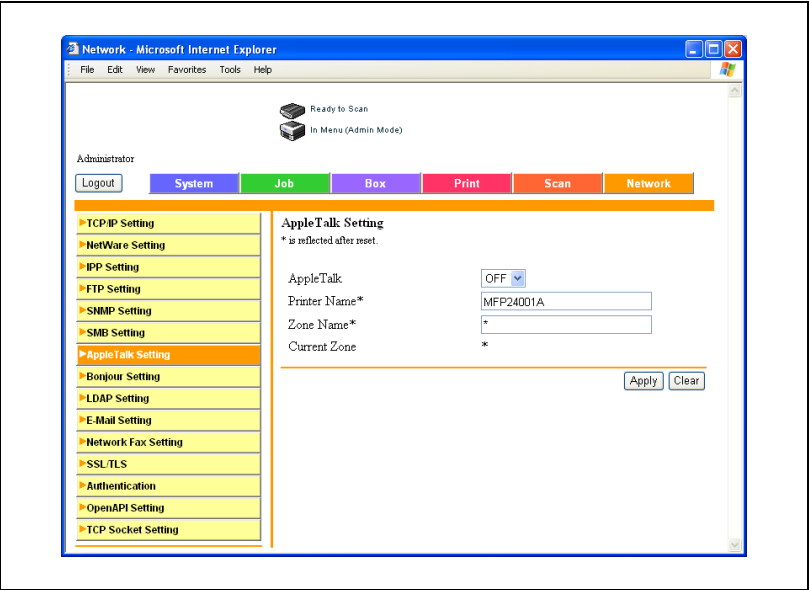 Network - Microsoft Internet Explorer
File Edit View Favorites Tools Help
Ready to Scan
In Menu (Admin Mode)
Administrator
Logout System Job Box Print Scan Network
TCP/IP Setting
NetWare Setting
IPP Setting
FTP Setting
SNMP Setting
SMB Setting
AppleTalk Setting
Bonjour Setting
LDAP Setting
E-Mail Setting
Network Fax Setting
SSL/TLS
Authentication
OpenAPI Setting
TCP Socket Setting
AppleTalk Setting
* is reflected after reset.
AppleTalk OFF
Printer Name* MFP24001A
Zone Name* *
Current Zone *
Apply Clear